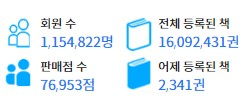 회원 수
1,154,822명
전체 등록된 책
16,092,431권
판매점 수
76,953점
어제 등록된 책
2,341권